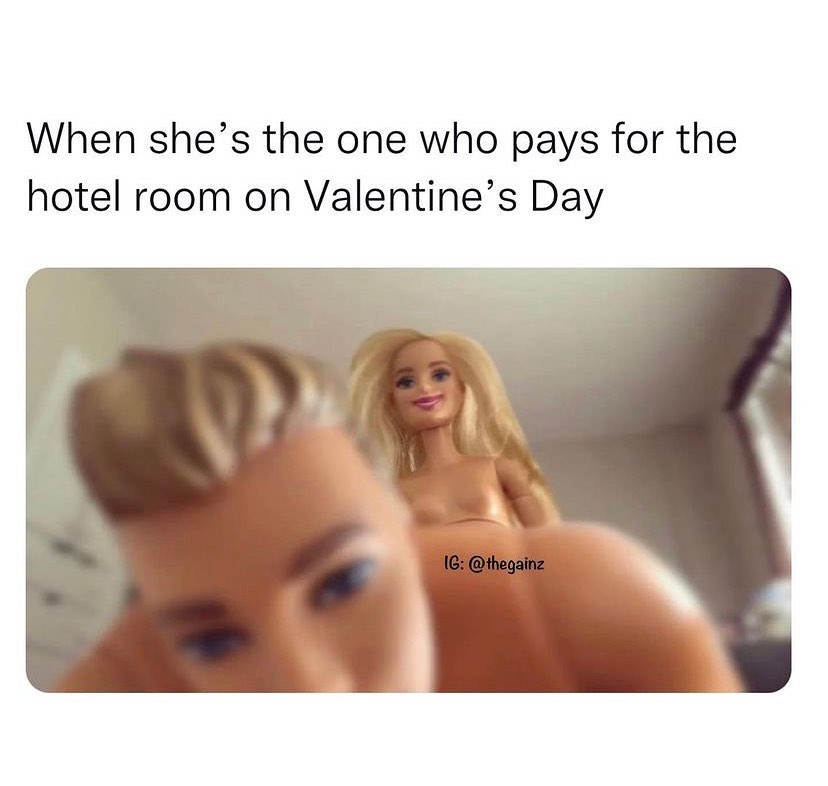 When she’s the one who pays for the
hotel room on Valentine’s Day
IG: @thegainz